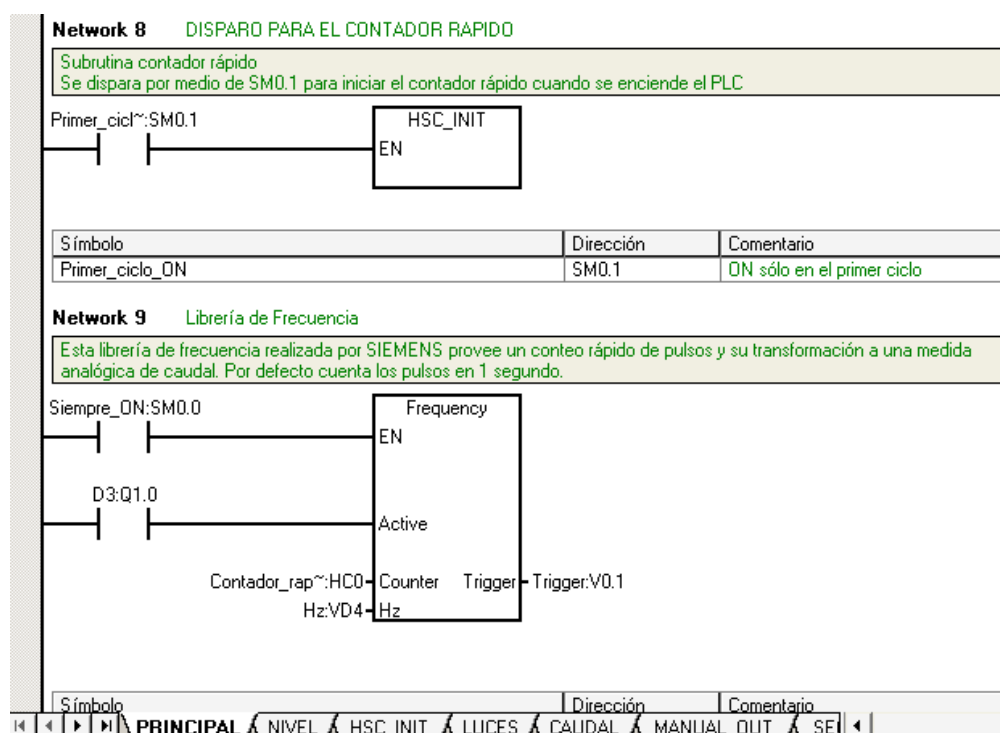 Network 8 DISPARO PARA EL CONTADOR RAPIDO
Subrutina contador rápido
Se dispara por medio de SM0.1 para iniciar el contador rápido cuando se enciende el PLC
Primer_cicl~:SM0.1
HSC_INIT
EN
Símbolo Dirección Comentario
Primer_ciclo_ON SM0.1 ON sólo en el primer ciclo
Network 9 Librería de Frecuencia
Esta librería de frecuencia realizada por SIEMENS provee un conteo rápido de pulsos y su transformación a una medida
analógica de caudal. Por defecto cuenta los pulsos en 1 segundo.
Siempre_ON:SM0.0
Frequency
EN
D3:Q1.0
Active
Contador_rap~:HC0 Counter Trigger Trigger:V0.1
Hz:VD4 Hz
Símbolo Dirección Comentario
PRINCIPAL NIVEL HSC_INIT LUCES CAUDAL MANUAL_OUT